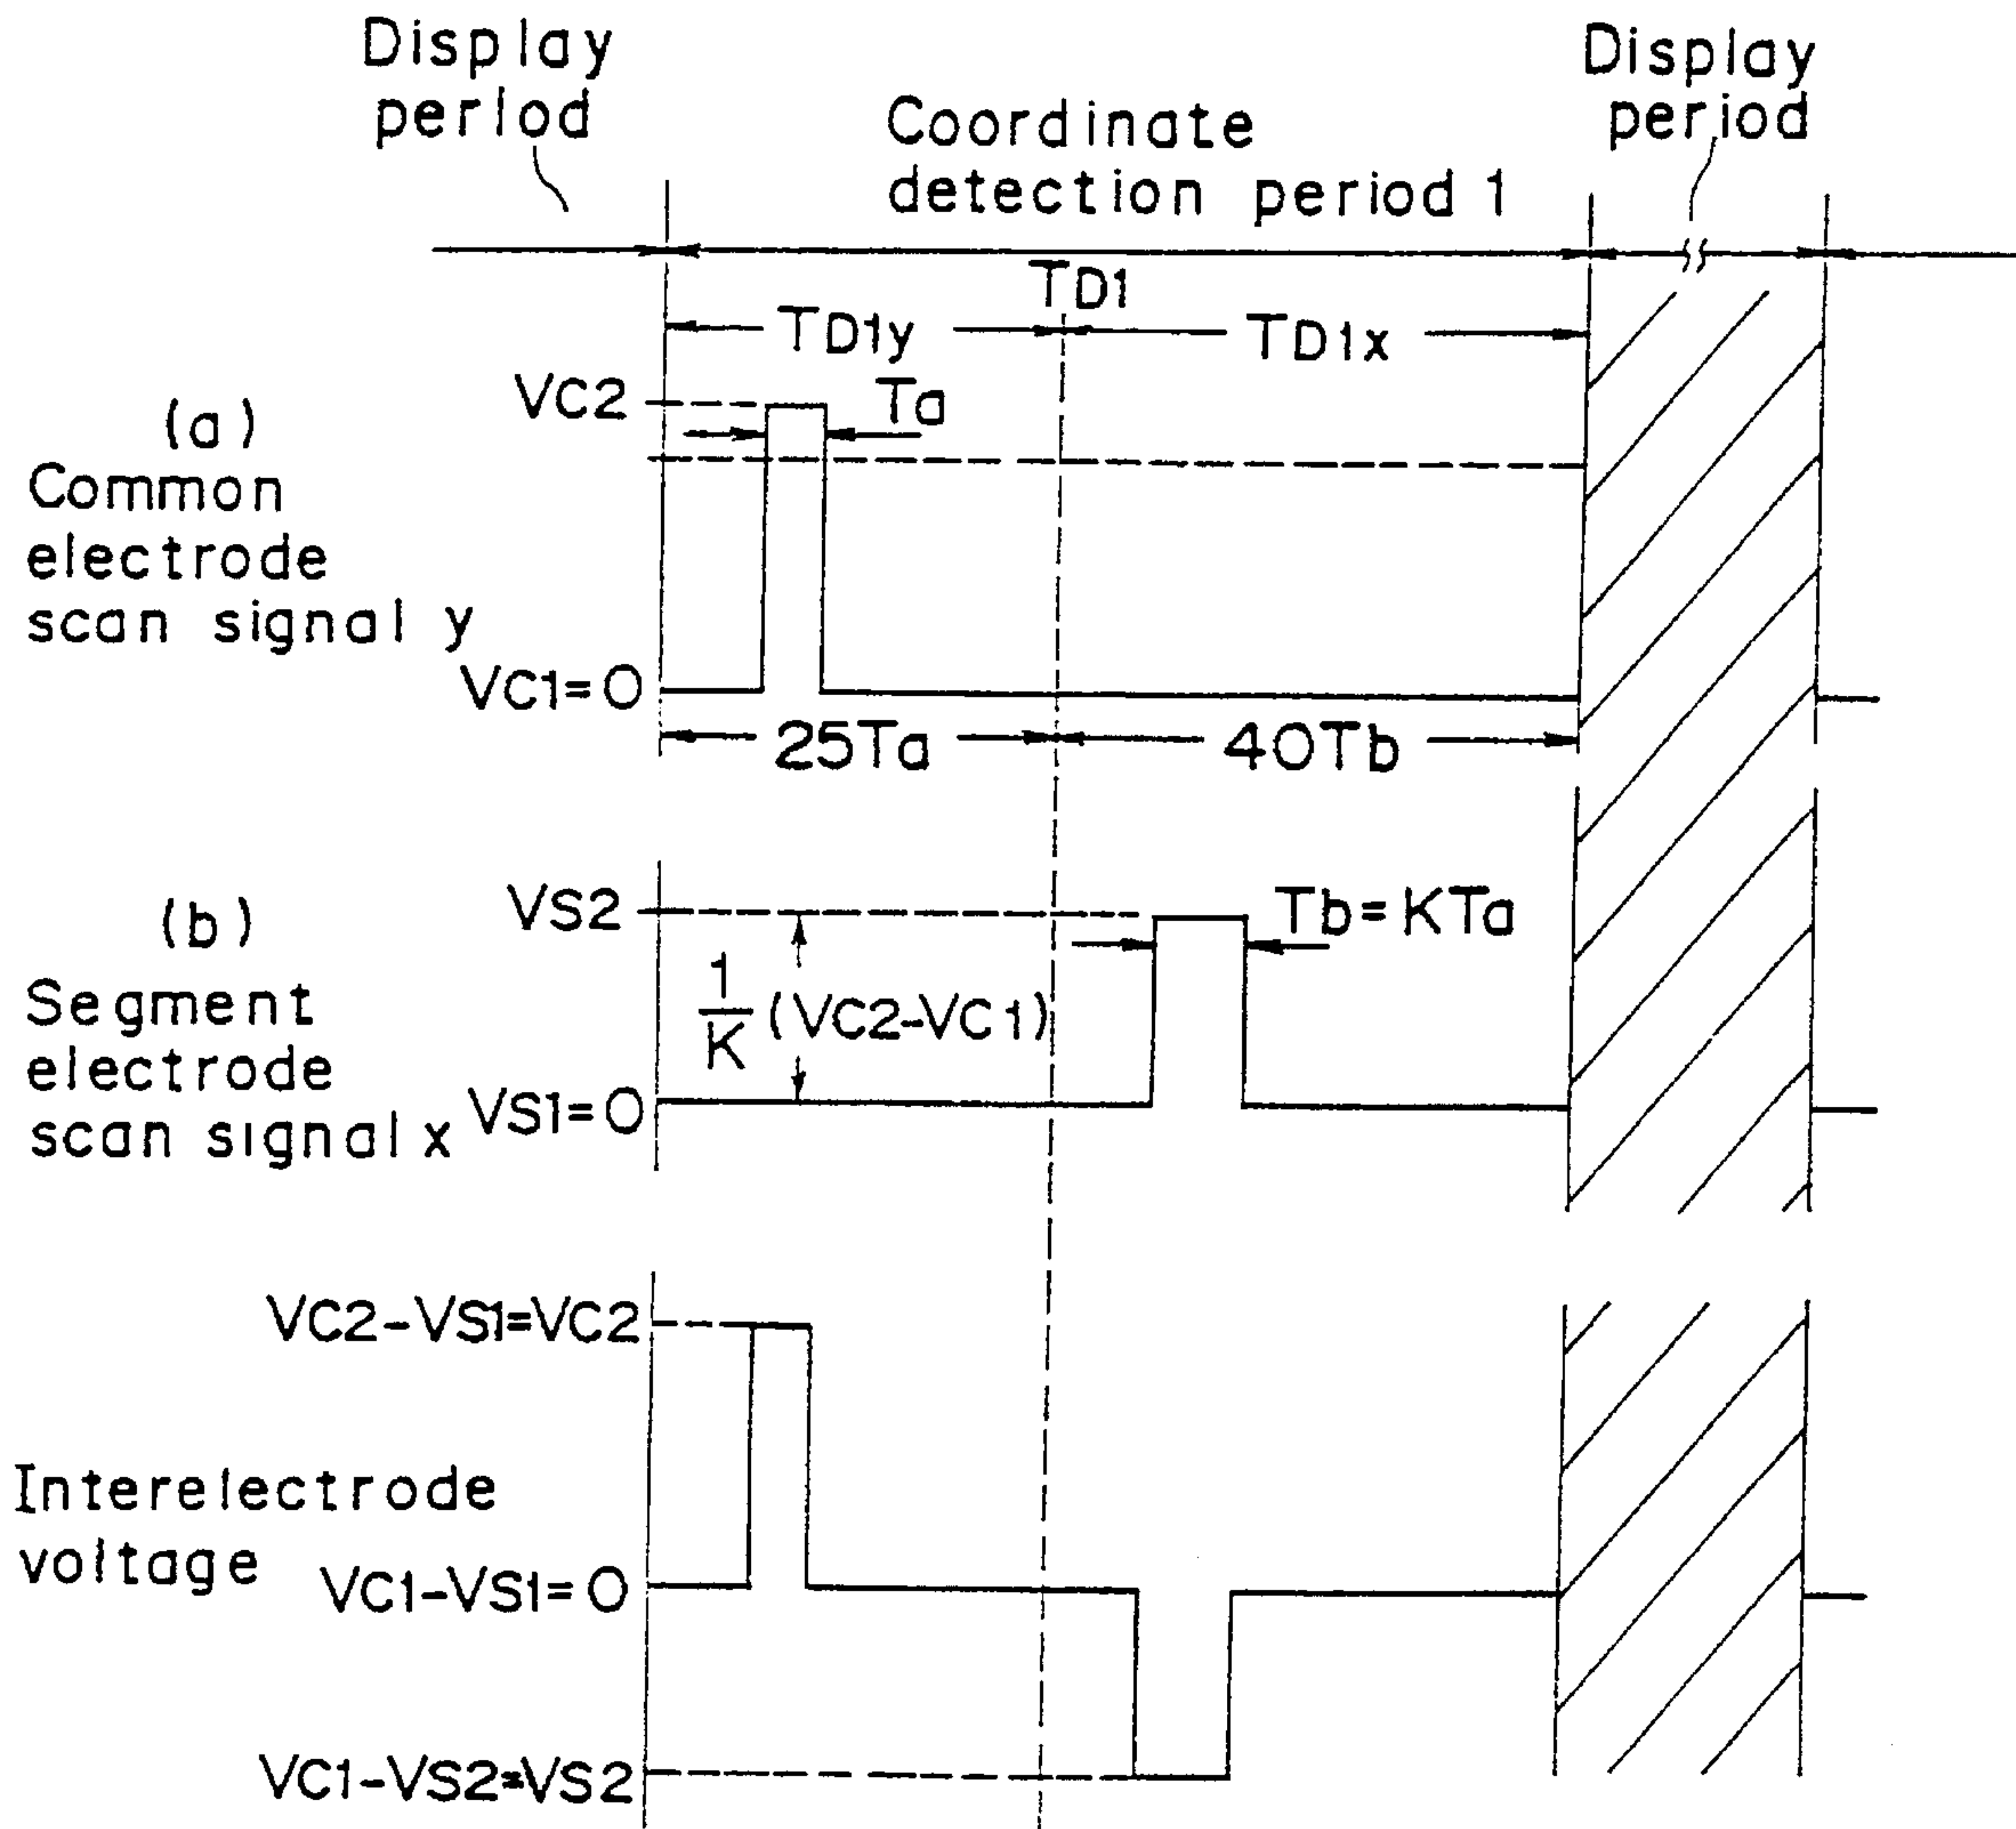 Display
period
Display
period
Coordinate
detection period 1
TD1
TD1y
TD1x
VC2
Ta
(a)
Common
electrode
scan signal y
VC1=0
25Ta
40Tb
(b)
Segment
electrode
scan signal x
VS2
Tb=KTa
1
K
(VC2-VC1)
VS1=0
VC2-VS1=VC2
Interelectrode
voltage
VC1-VS1=0
VC1-VS2=VS2